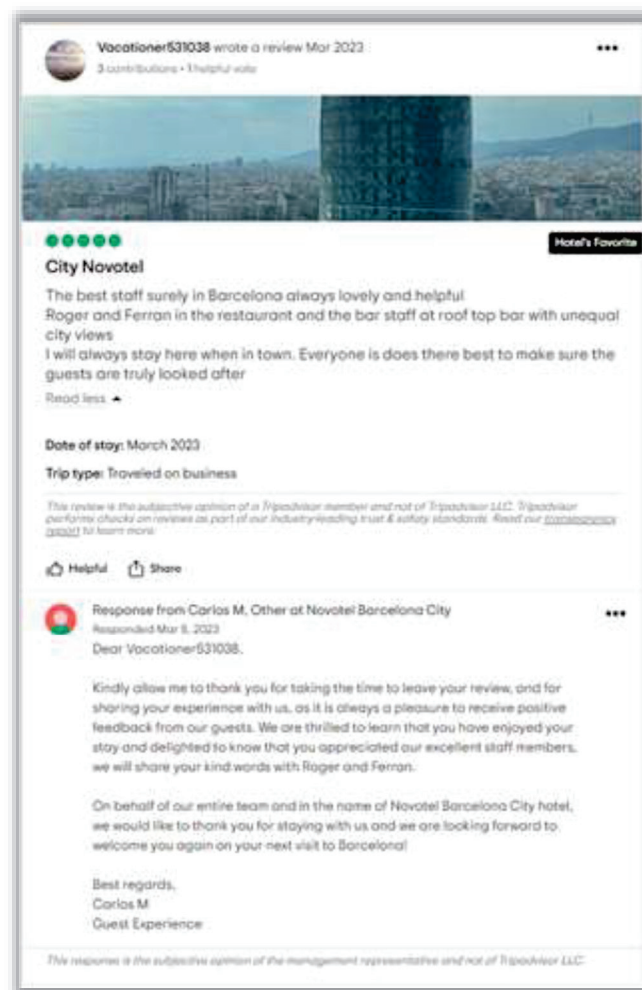 Vacationer531038 wrote a review Mar 2023
3 contributions • 1 helpful vote
Hotel's Favorite
City Novotel
The best staff surely in Barcelona always lovely and helpful
Roger and Ferran in the restaurant and the bar staff at roof top bar with unequal
city views
I will always stay here when in town. Everyone is does there best to make sure the
guests are truly looked after
Read less
Date of stay: March 2023
Trip type: Traveled on business
This review is the subjective opinion of a Tripadvisor member and not of Tripadvisor LLC. Tripadvisor
performs checks on reviews as part of our industry-leading trust & safety standards. Read our transparency
report to learn more.
Helpful Share
Response from Carlos M, Other at Novotel Barcelona City
Responded Mar 8, 2023
Dear Vacationer531038,
Kindly allow me to thank you for taking the time to leave your review, and for
sharing your experience with us, as it is always a pleasure to receive positive
feedback from our guests. We are thrilled to learn that you have enjoyed your
stay and delighted to know that you appreciated our excellent staff members,
we will share your kind words with Roger and Ferran.
On behalf of our entire team and in the name of Novotel Barcelona City hotel,
we would like to thank you for staying with us and we are looking forward to
welcome you again on your next visit to Barcelona!
Best regards,
Carlos M
Guest Experience
This response is the subjective opinion of the management representative and not of Tripadvisor LLC.